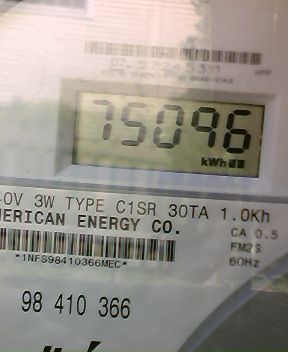 75096
kWh
0V 3W TYPE C1SR 30TA 1.0Kh
MERICAN ENERGY CO.
CA 0.5
*INFS98410366MEC*
FM2S
60Hz
98 410 366